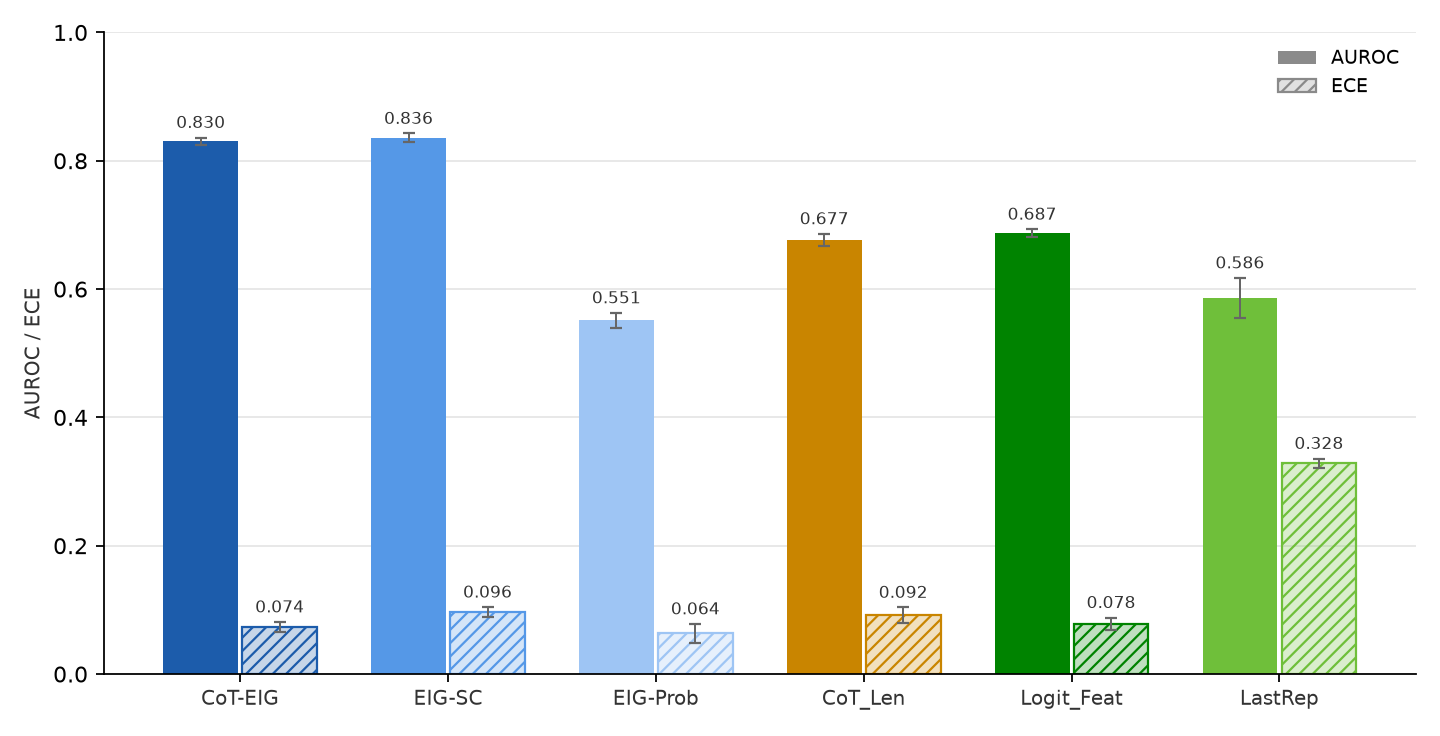 1.0
0.8
0.6
0.4
0.2
0.0
AUROC / ECE
AUROC
ECE
0.830
0.074
0.836
0.096
0.551
0.064
0.677
0.092
0.687
0.078
0.586
0.328
CoT-EIG
EIG-SC
EIG-Prob
CoT_Len
Logit_Feat
LastRep